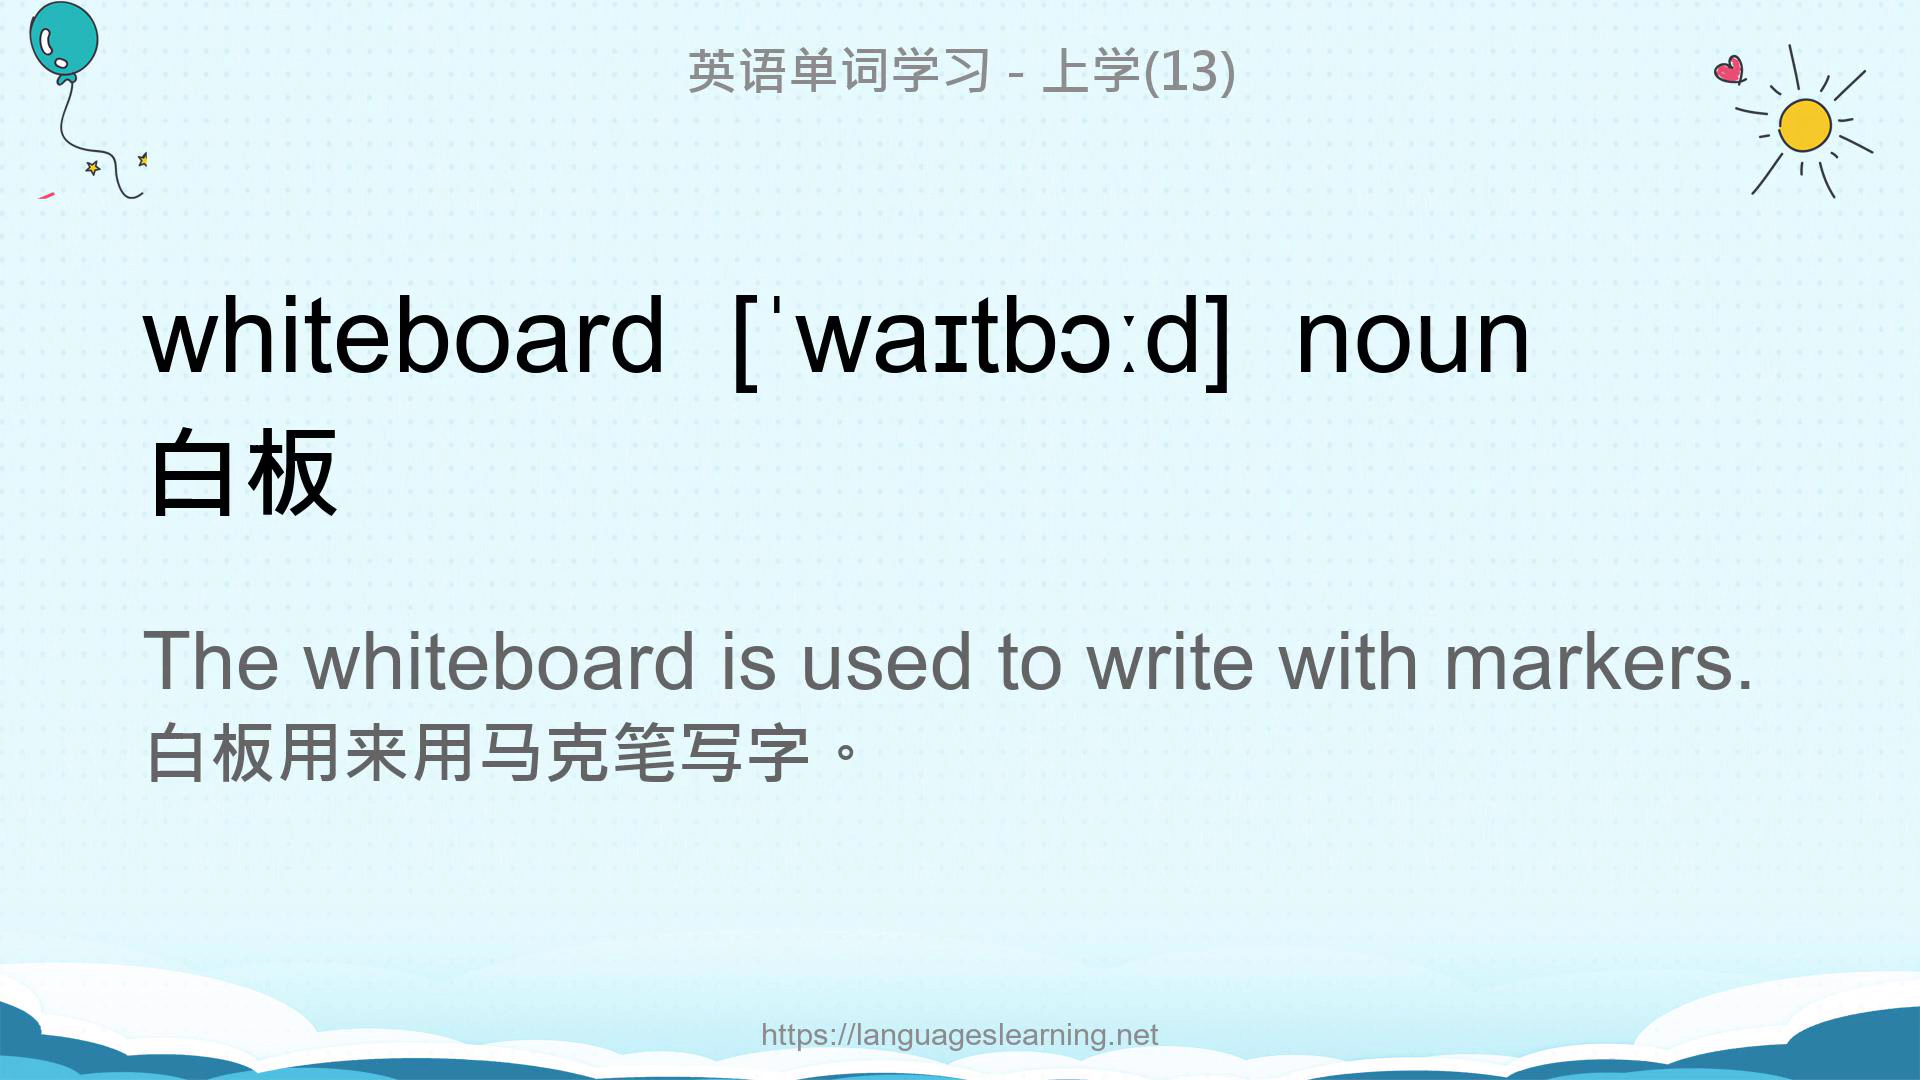 英语单词学习 - 上学(13)
whiteboard [ˈwaɪtbɔːd] noun
白板
The whiteboard is used to write with markers.
白板用来用马克笔写字。
https://languageslearning.net